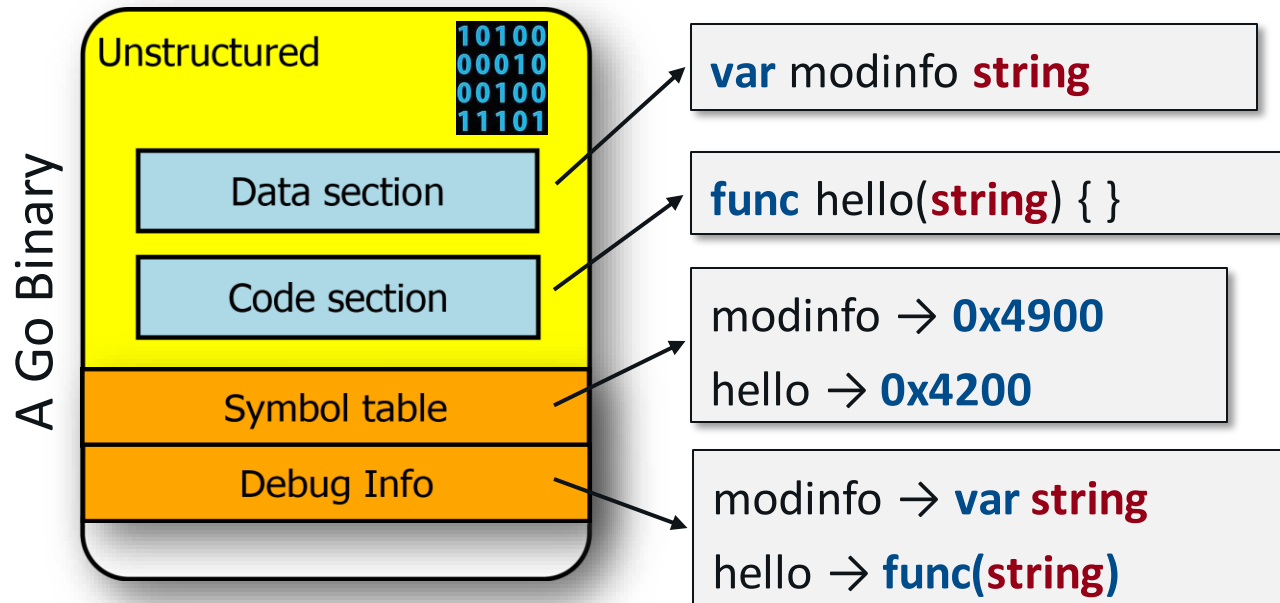 A Go Binary
Unstructured
10100
00010
00100
11101
Data section
Code section
Symbol table
Debug Info
var modinfo string
func hello(string) { }
modinfo → 0x4900
hello → 0x4200
modinfo → var string
hello → func(string)